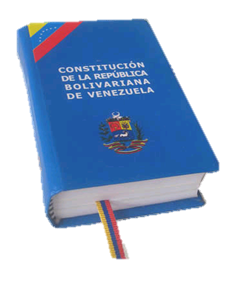 CONSTITUCIÓN
DE LA REPÚBLICA
BOLIVARIANA
DE VENEZUELA